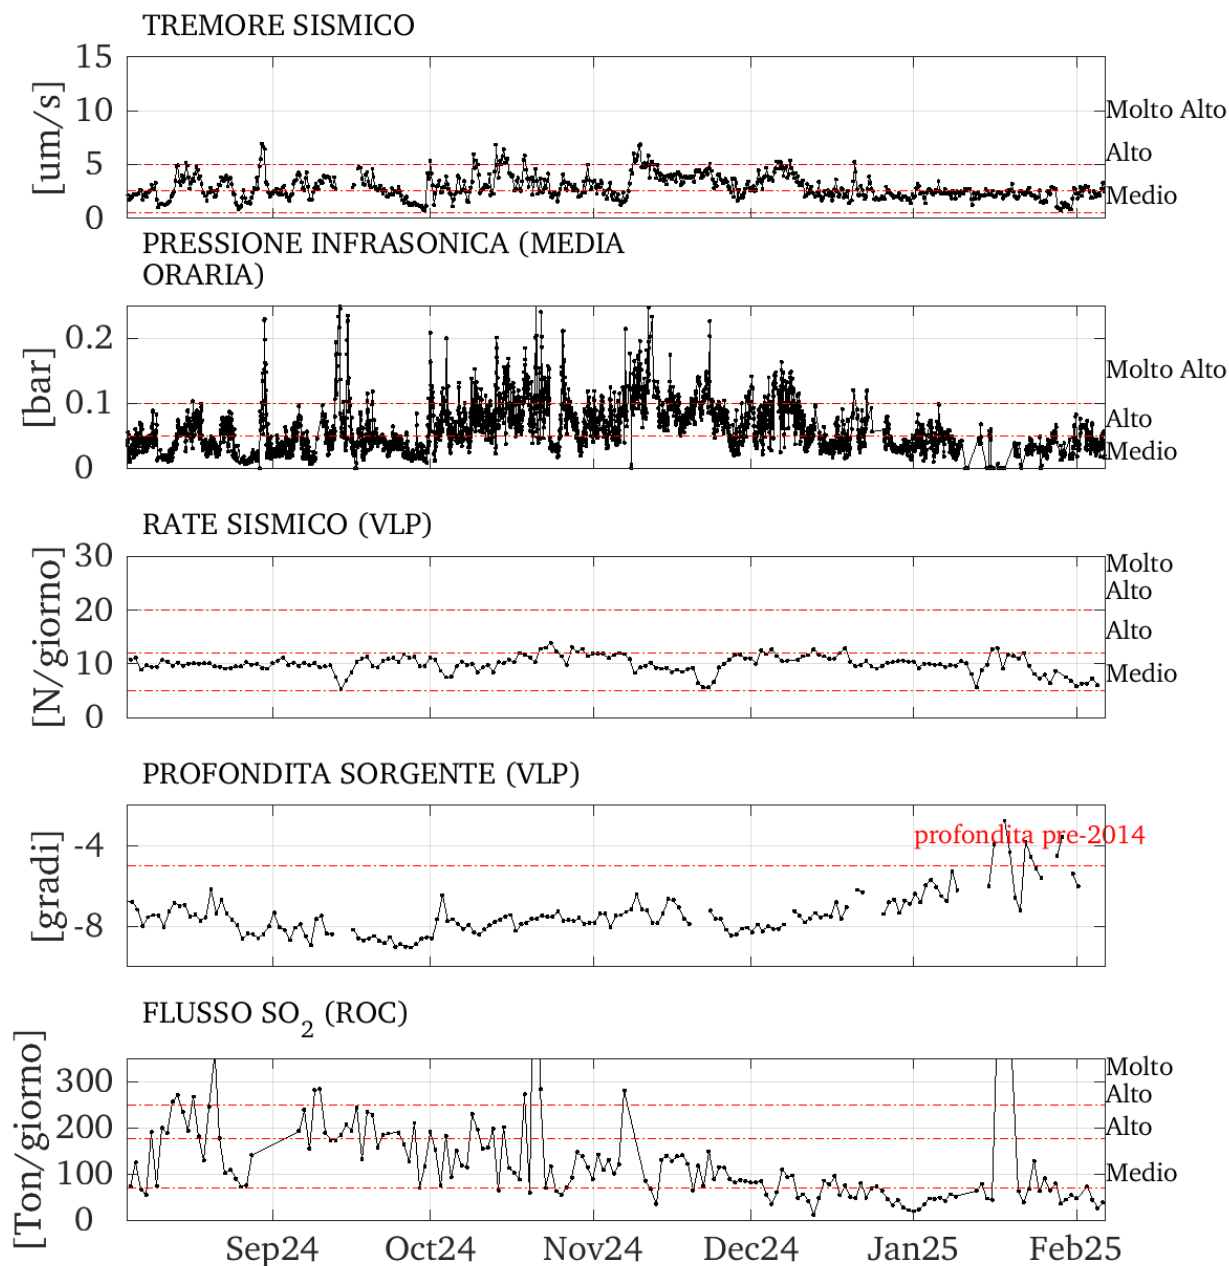 TREMORE SISMICO
15
10
5
0
[um/s]
Molto Alto
Alto
Medio
PRESSIONE INFRASONICA (MEDIA
ORARIA)
0.2
0.1
0
[bar]
Molto Alto
Alto
Medio
RATE SISMICO (VLP)
30
20
10
0
[N/giorno]
Molto
Alto
Alto
Medio
PROFONDITA SORGENTE (VLP)
-4
-8
[gradi]
profondita pre-2014
FLUSSO SO2 (ROC)
300
200
100
0
[Ton/giorno]
Molto
Alto
Alto
Medio
Sep24 Oct24 Nov24 Dec24 Jan25 Feb25